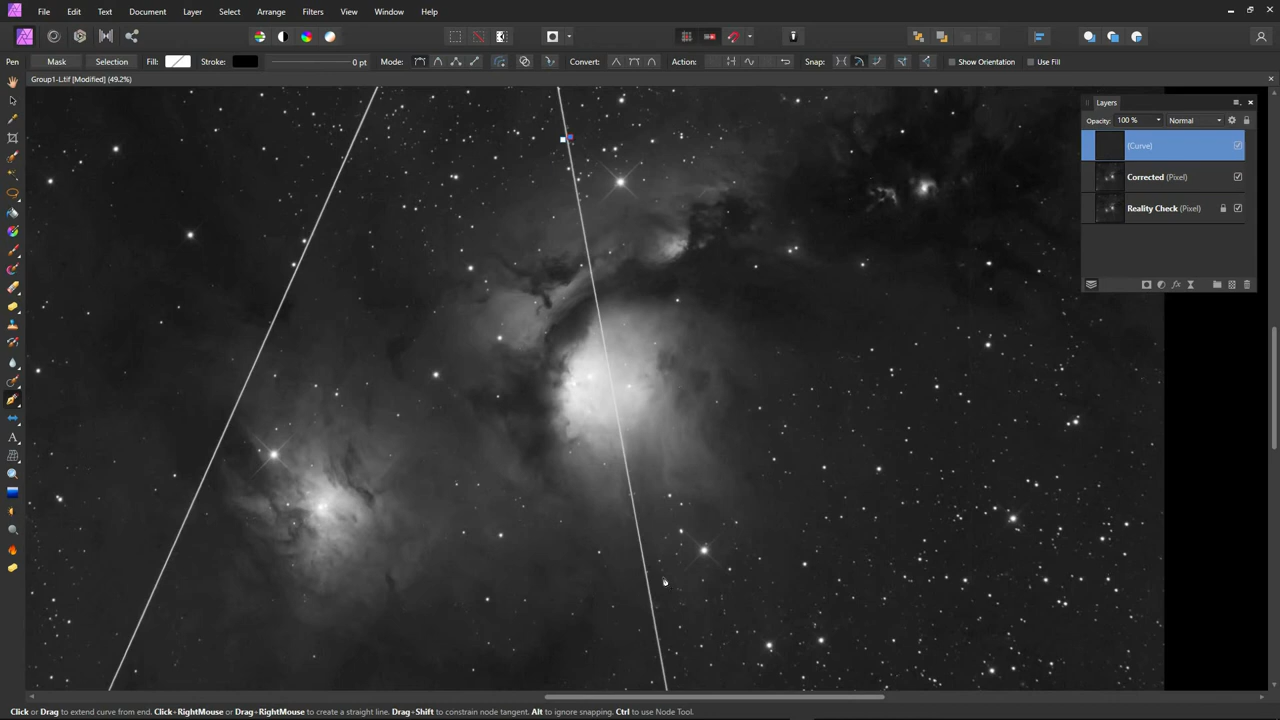 File Edit Text Document Layer Select Arrange Filters View Window Help
Pen Mask Selection Fill: Stroke: 0 pt Mode: Convert: Action: Snap: Show Orientation Use Fill
Group1-L.tif [Modified] (49.2%)
Layers
Opacity: 100 % Normal
(Curve)
Corrected (Pixel)
Reality Check (Pixel)
A
Click or Drag to extend curve from end. Click+RightMouse or Drag+RightMouse to create a straight line. Drag+Shift to constrain node tangent. Alt to ignore snapping. Ctrl to use Node Tool.